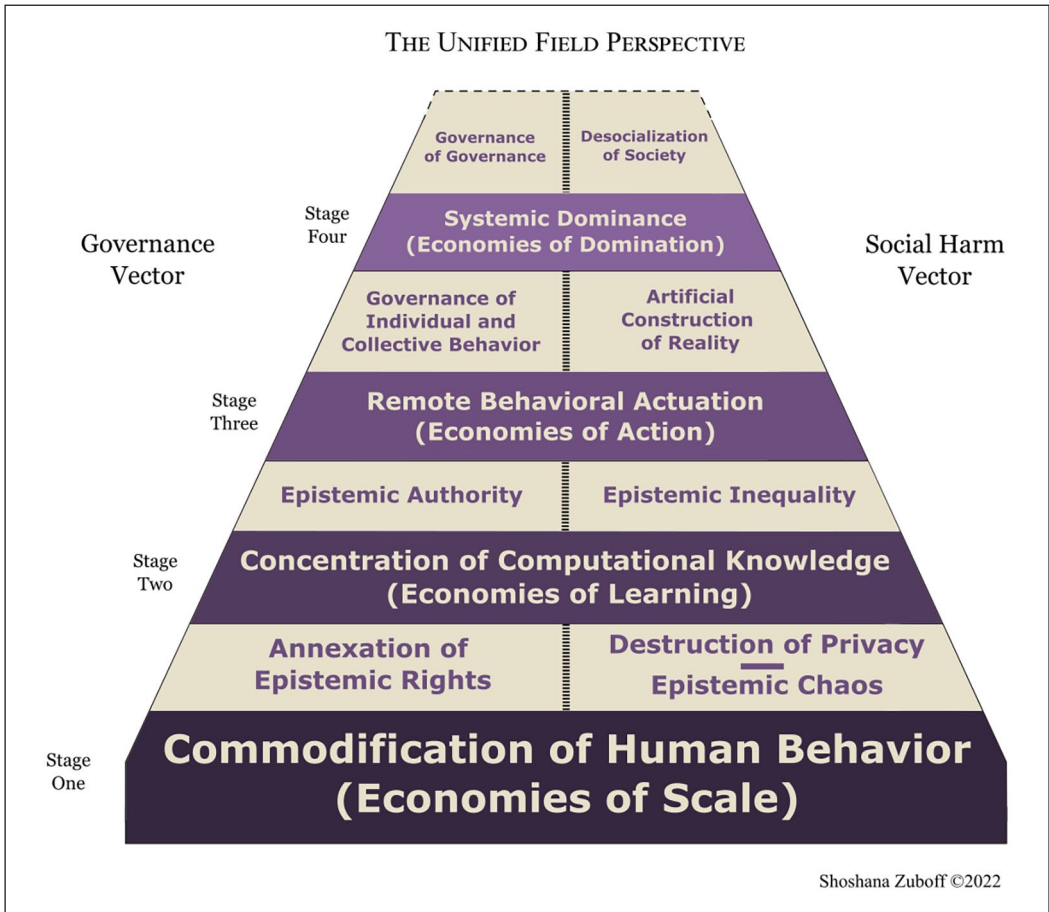 THE UNIFIED FIELD PERSPECTIVE
Governance
of Governance
Desocialization
of Society
Stage
Four
Systemic Dominance
(Economies of Domination)
Governance
Vector
Social Harm
Vector
Governance of
Individual and
Collective Behavior
Artificial
Construction
of Reality
Stage
Three
Remote Behavioral Actuation
(Economies of Action)
Epistemic Authority
Epistemic Inequality
Stage
Two
Concentration of Computational Knowledge
(Economies of Learning)
Annexation of
Epistemic Rights
Destruction of Privacy
Epistemic Chaos
Stage
One
Commodification of Human Behavior
(Economies of Scale)
Shoshana Zuboff ©2022